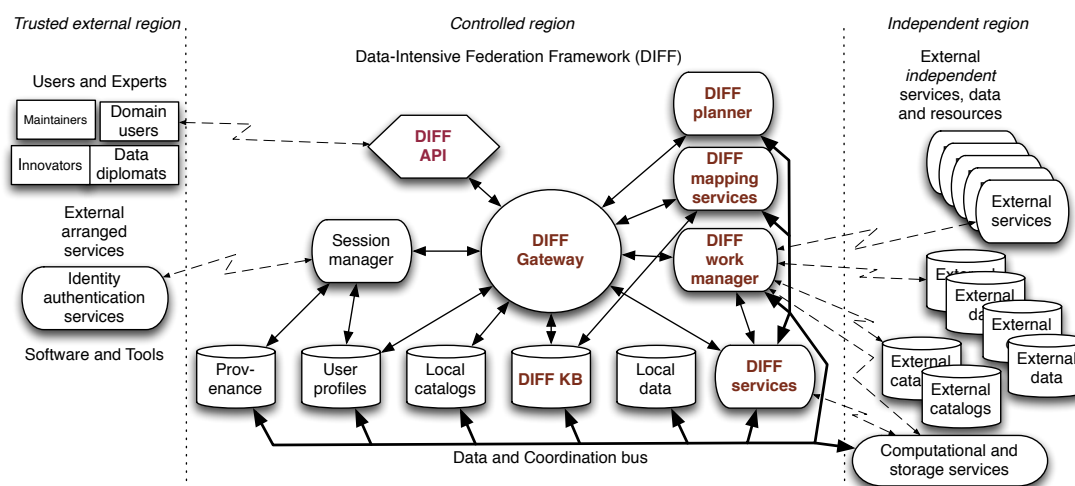 Trusted external region
Controlled region
Independent region
Data-Intensive Federation Framework (DIFF)
Users and Experts
Maintainers
Domain
users
Innovators
Data
diplomats
External
arranged
services
Identity
authentication
services
Software and Tools
DIFF
API
Session
manager
DIFF
Gateway
DIFF
planner
DIFF
mapping
services
DIFF
work
manager
Prov-
enance
User
profiles
Local
catalogs
DIFF KB
Local
data
DIFF
services
Data and Coordination bus
External
independent
services, data
and resources
External
services
External
External
data
External
data
External
data
External
catalogs
External
catalogs
Computational and
storage services